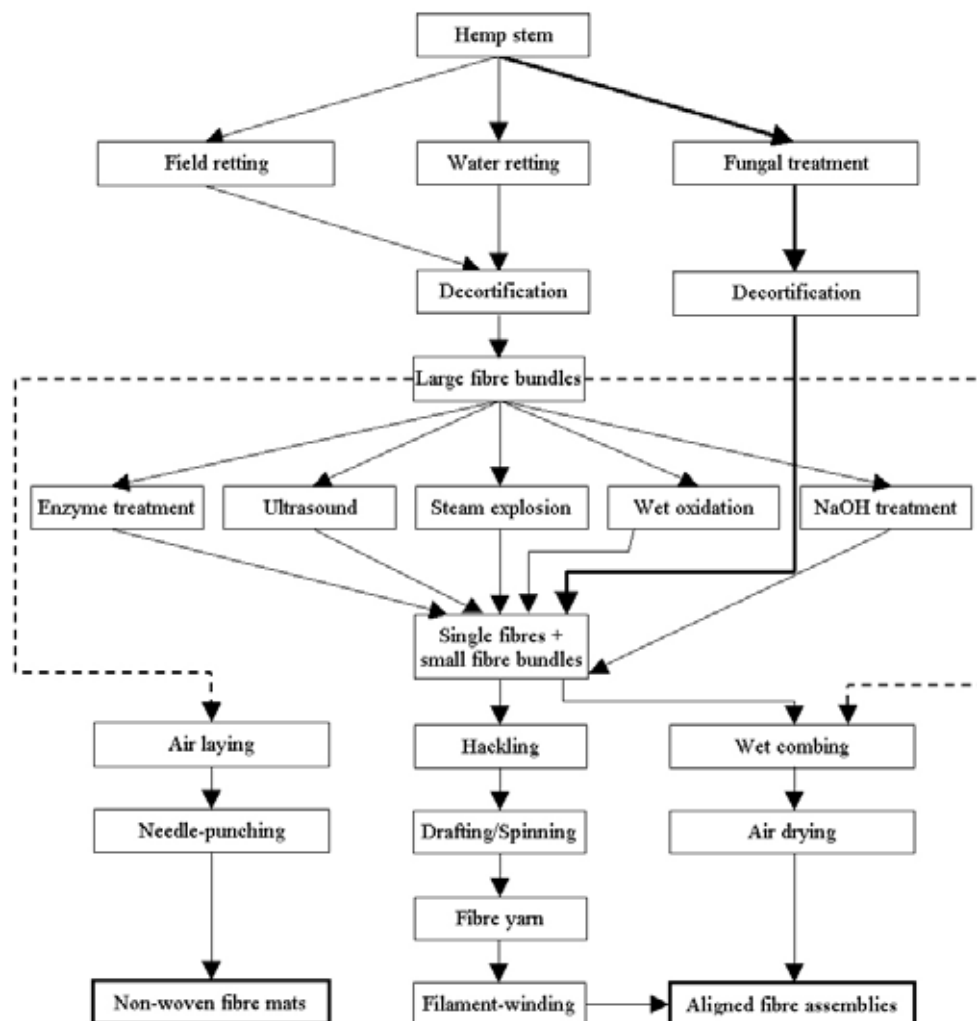 Hemp stem
Field retting
Water retting
Fungal treatment
Decortification
Decortification
Large fibre bundles
Enzyme treatment
Ultrasound
Steam explosion
Wet oxidation
NaOH treatment
Single fibres +
small fibre bundles
Air laying
Hackling
Wet combing
Needle-punching
Drafting/Spinning
Air drying
Fibre yarn
Non-woven fibre mats
Filament-winding
Aligned fibre assemblies